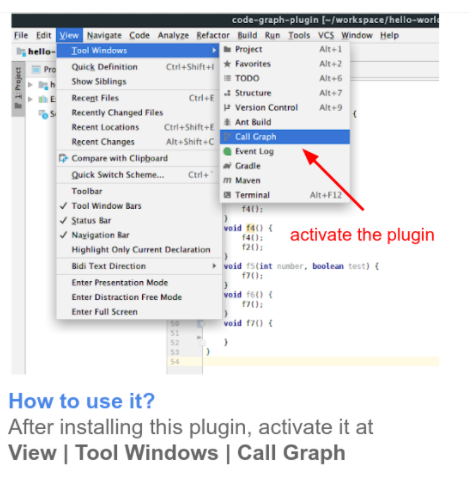 code-graph-plugin [~/workspace/hello-world
File Edit View Navigate Code Analyze Refactor Build Run Tools VCS Window Help
hello-
Tool Windows
Project Alt+1
Pro
Quick Definition Ctrl+Shift+I
Favorites Alt+2
1: Project
Show Siblings
TODO Alt+6
h
Structure Alt+7
E
Recent Files Ctrl+E
Version Control Alt+9
{
Recently Changed Files
Ant Build
Recent Locations Ctrl+Shift+E
Call Graph
Recent Changes Alt+Shift+C
Event Log
Compare with Clipboard
Gradle
Quick Switch Scheme... Ctrl+`
Maven
Toolbar
Terminal Alt+F12
Tool Window Bars
f4();
Status Bar
}
Navigation Bar
void f4() {
f4();
activate the plugin
Highlight Only Current Declaration
f2();
}
Bidi Text Direction
void f5(int number, boolean test) {
f7();
Enter Presentation Mode
}
Enter Distraction Free Mode
void f6() {
f7();
Enter Full Screen
}
50 void f7() {
51
52 }
53 }
54
How to use it?
After installing this plugin, activate it at
View | Tool Windows | Call Graph